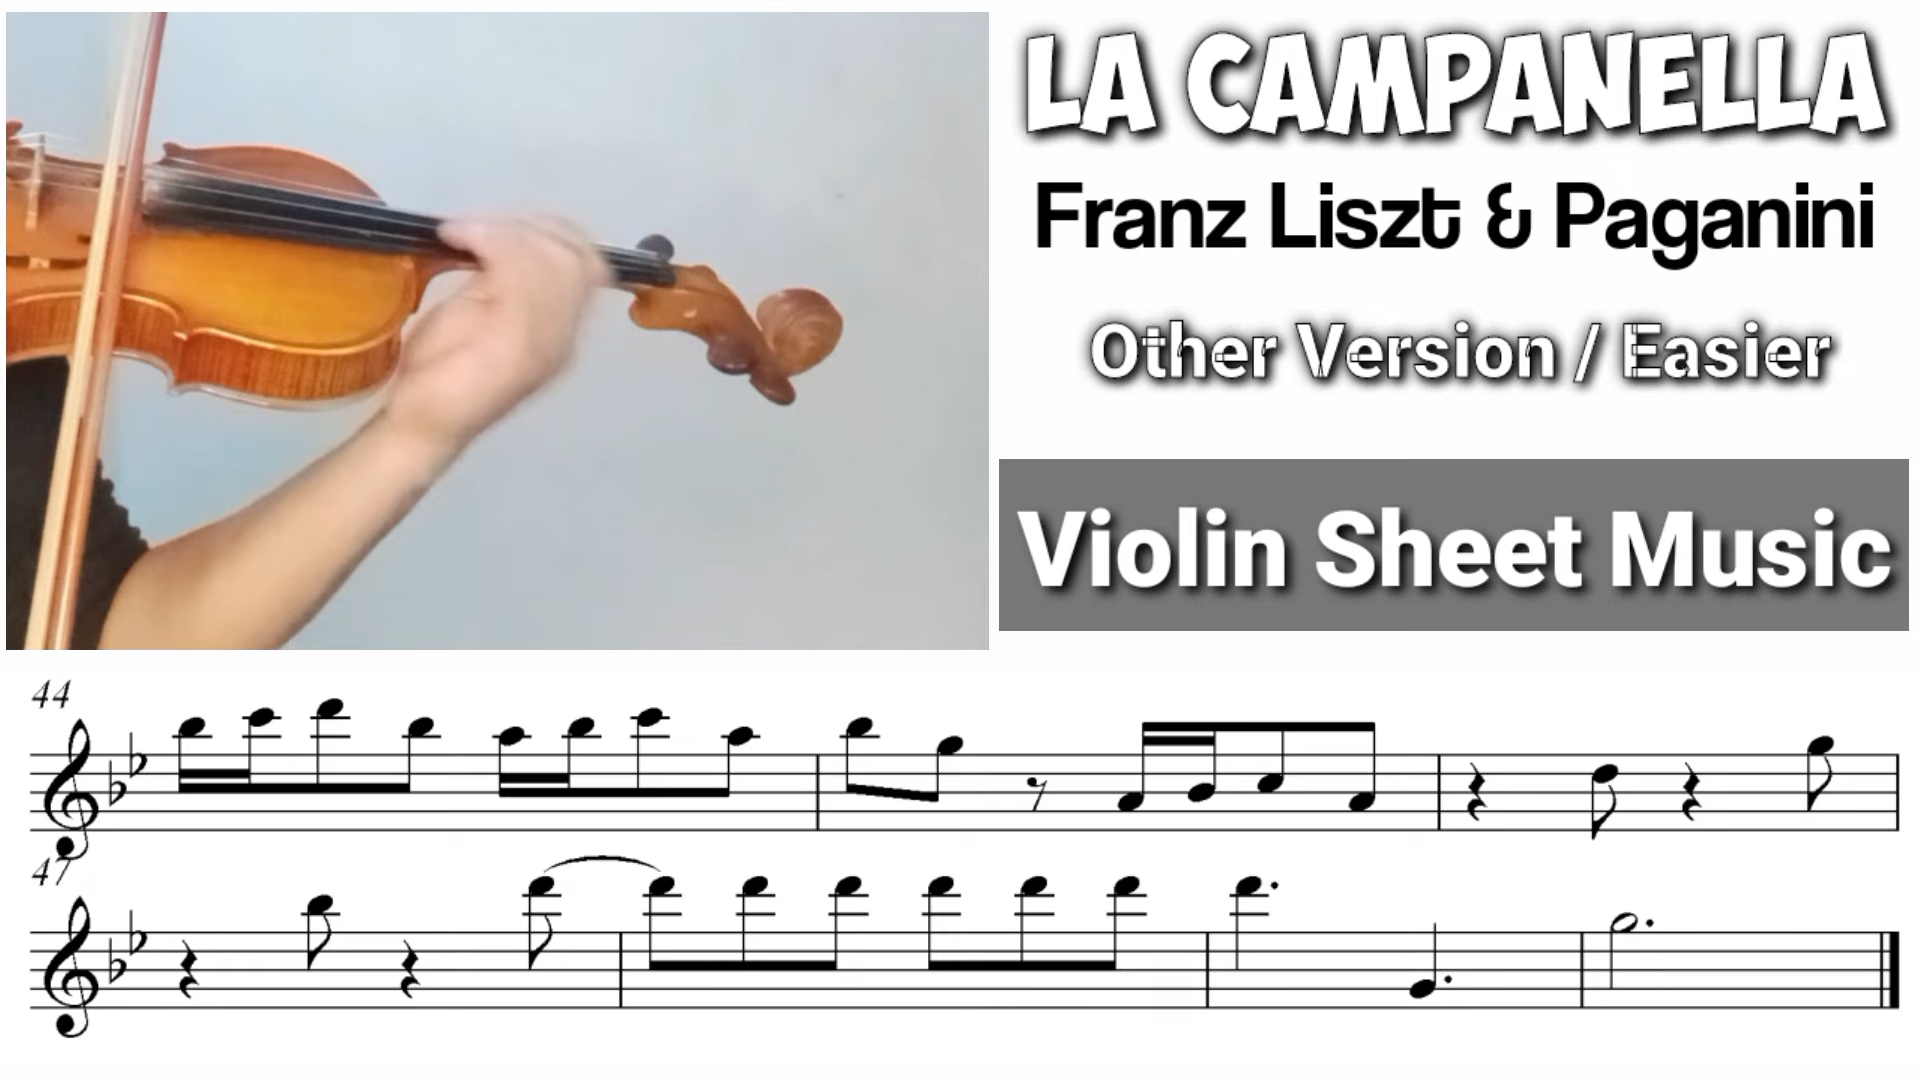 LA CAMPANELLA
Franz Liszt & Paganini
Other Version / Easier
Violin Sheet Music
44
47